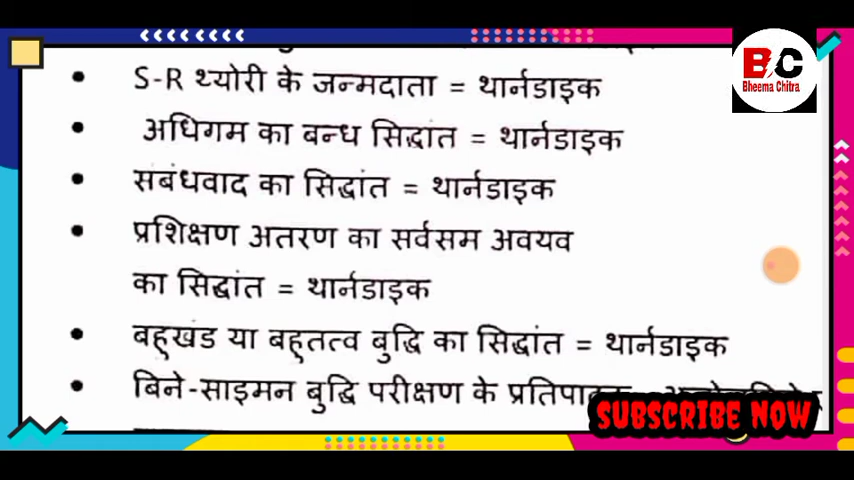 S-R थ्योरी के जन्मदाता = थार्नडाइक
अधिगम का बन्ध सिद्धांत = थार्नडाइक
संबंधवाद का सिद्धांत = थार्नडाइक
प्रशिक्षण अतरण का सर्वसम अवयव
का सिद्धांत = थार्नडाइक
बहुखंड या बहुतत्व बुद्धि का सिद्धांत = थार्नडाइक
बिने-साइमन बुद्धि परीक्षण के
BC
Bheema Chitra
SUBSCRIBE NOW